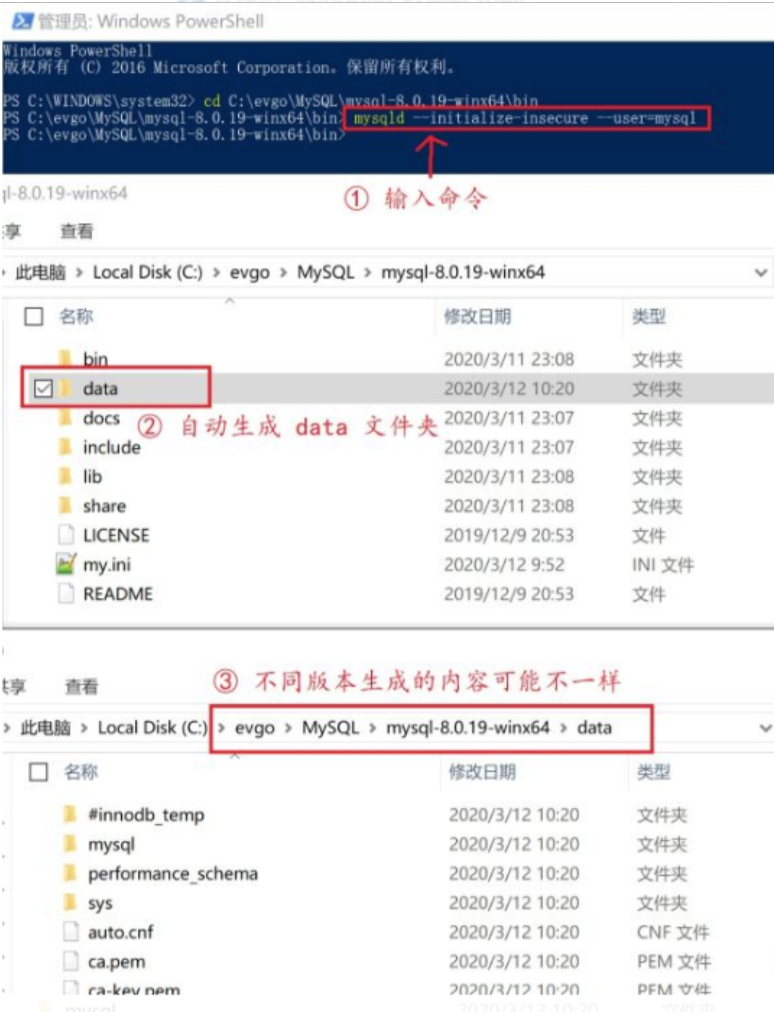 管理员: Windows PowerShell
Windows PowerShell
版权所有 (C) 2016 Microsoft Corporation。保留所有权利。
PS C:\WINDOWS\system32> cd C:\evgo\MySQL\mysql-8.0.19-winx64\bin
PS C:\evgo\MySQL\mysql-8.0.19-winx64\bin> mysqld --initialize-insecure --user=mysql
PS C:\evgo\MySQL\mysql-8.0.19-winx64\bin>
① 输入命令
ql-8.0.19-winx64
享 查看
› 此电脑 › Local Disk (C:) › evgo › MySQL › mysql-8.0.19-winx64
名称 修改日期 类型
bin 2020/3/11 23:08 文件夹
data 2020/3/12 10:20 文件夹
docs 2020/3/11 23:07 文件夹
② 自动生成 data 文件夹
include 2020/3/11 23:07 文件夹
lib 2020/3/11 23:08 文件夹
share 2020/3/11 23:08 文件夹
LICENSE 2019/12/9 20:53 文件
my.ini 2020/3/12 9:52 INI 文件
README 2019/12/9 20:53 文件
③ 不同版本生成的内容可能不一样
共享 查看
› 此电脑 › Local Disk (C:) › evgo › MySQL › mysql-8.0.19-winx64 › data
名称 修改日期 类型
#innodb_temp 2020/3/12 10:20 文件夹
mysql 2020/3/12 10:20 文件夹
performance_schema 2020/3/12 10:20 文件夹
sys 2020/3/12 10:20 文件夹
auto.cnf 2020/3/12 10:20 CNF 文件
ca.pem 2020/3/12 10:20 PEM 文件
ca-key.pem 2020/3/12 10:20 PEM 文件
mysql 2020/3/12 10:20 文件夹